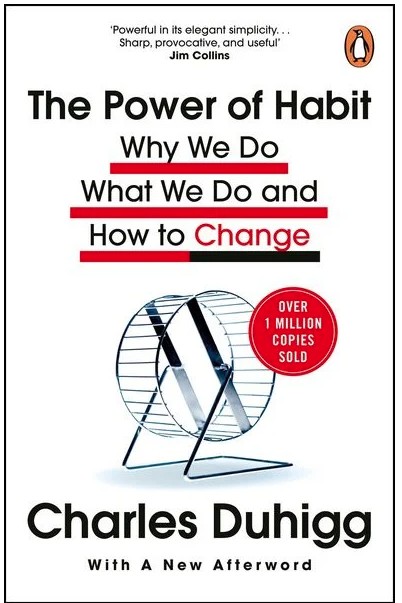 ‘Powerful in its elegant simplicity. . .
Sharp, provocative, and useful’
Jim Collins
The Power of Habit
Why We Do
What We Do and
How to Change
OVER
1 MILLION
COPIES
SOLD
Charles Duhigg
With A New Afterword